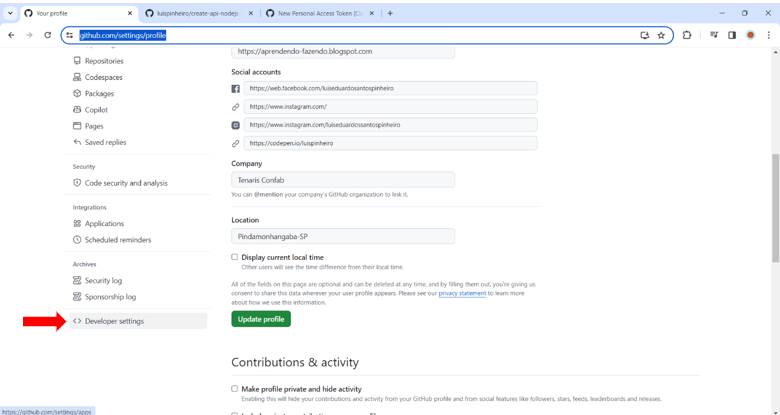 Your profile
luispinheiro/create-api-nodejs-
New Personal Access Token (Cl
github.com/settings/profile
Repositories
Codespaces
Packages
Copilot
Pages
Saved replies
Security
Code security and analysis
Integrations
Applications
Scheduled reminders
Archives
Security log
Sponsorship log
Developer settings
https://github.com/settings/apps
https://aprendendo-fazendo.blogspot.com
Social accounts
https://web.facebook.com/luiseduardosantospinheiro
https://www.instagram.com/
https://www.instagram.com/luiseduardossantospinheiro
https://codepen.io/luispinheiro
Company
Tenaris Confab
You can @mention your company's GitHub organization to link it.
Location
Pindamonhangaba-SP
Display current local time
Other users will see the time difference from their local time.
All of the fields on this page are optional and can be deleted at any time, and by filling them out, you're giving us
consent to share this data wherever your user profile appears. Please see our privacy statement to learn more
about how we use this information.
Update profile
Contributions & activity
Make profile private and hide activity
Enabling this will hide your contributions and activity from your GitHub profile and from social features like followers, stars, feeds, leaderboards and releases.